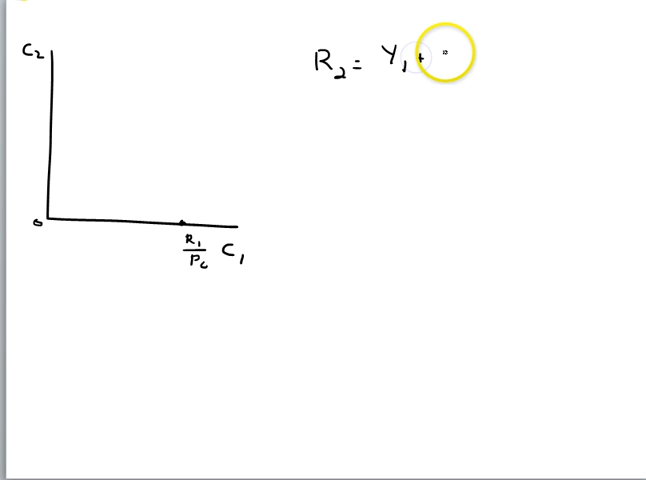 C₂
R₂ = Y₁ +
0
R₁
P_c
C₁